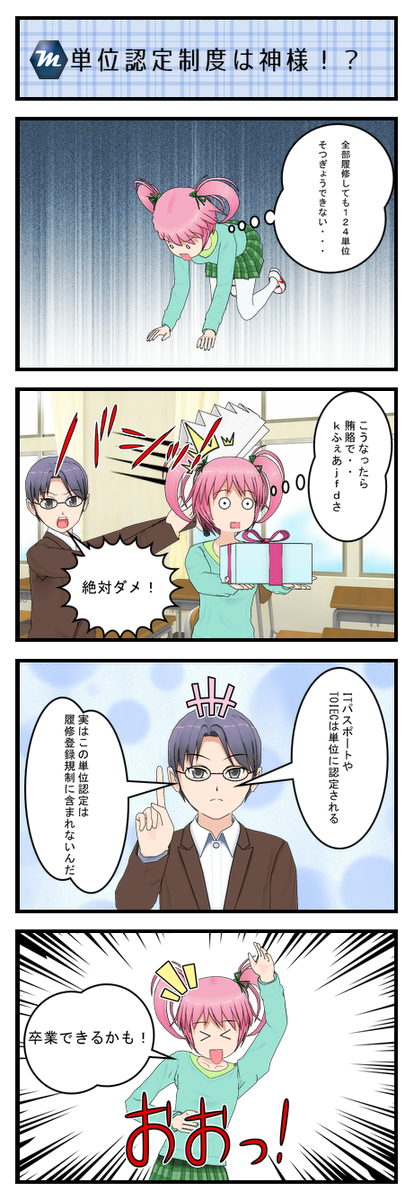 m
単位認定制度は神様！？
全部履修しても１２４単位
そつぎょうできない・・・
こうなったら
賄賂で・・
ｋふぇあｊｆｄさ
バシーン！
絶対ダメ！
ITパスポートや
TOIECは単位に認定される
実はこの単位認定は
履修登録規制に含まれないんだ
卒業できるかも！
おおっ！